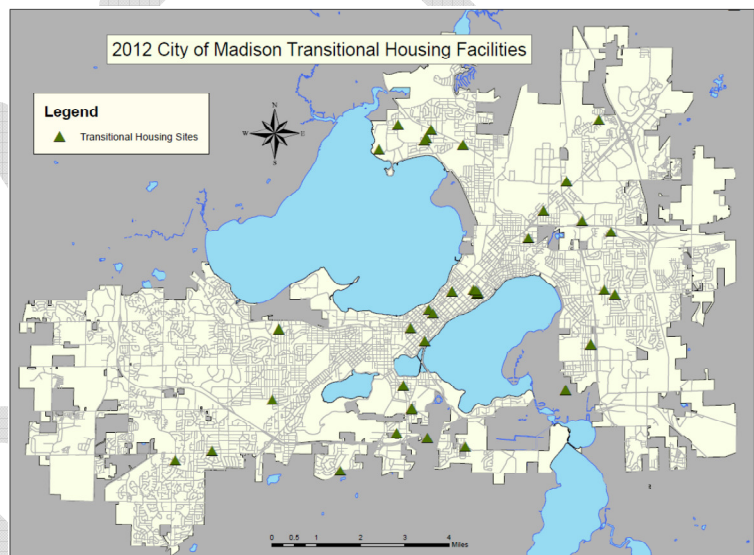 2012 City of Madison Transitional Housing Facilities
Legend
Transitional Housing Sites
N
W E
S
0 0.5 1 2 3 4
Miles